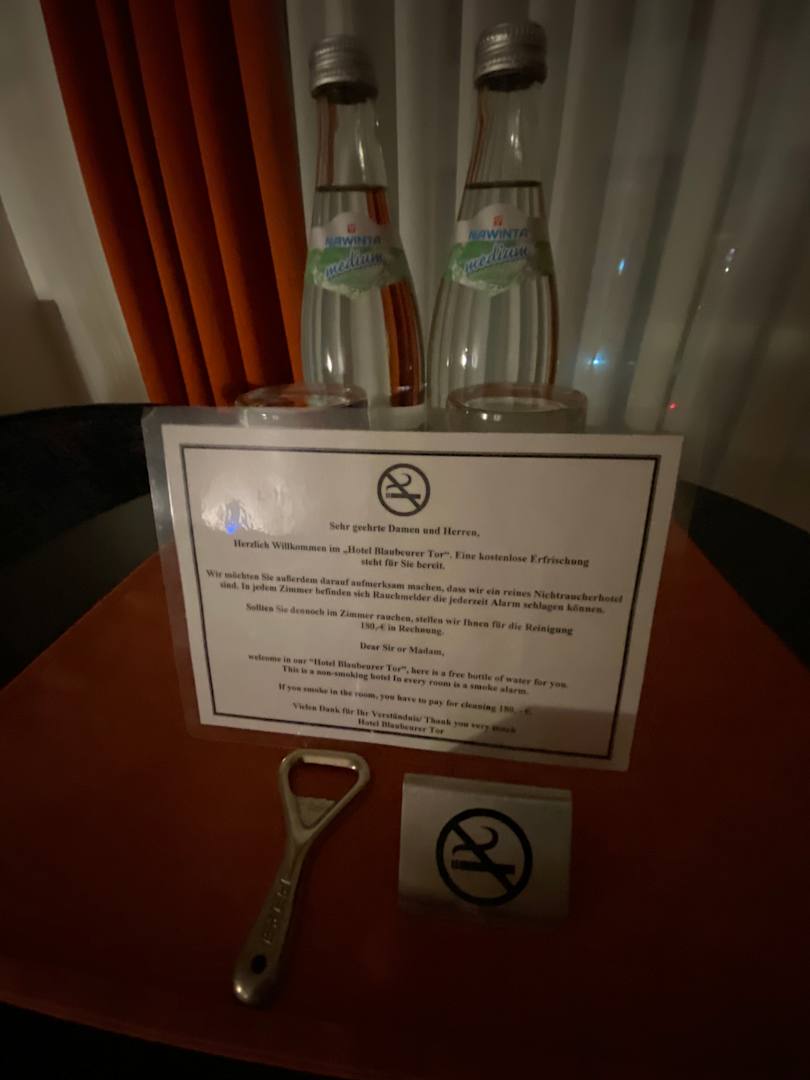 NAWINTA
medium
NAWINTA
medium
Sehr geehrte Damen und Herren,
Herzlich Willkommen im „Hotel Blaubeurer Tor“. Eine kostenlose Erfrischung
steht für Sie bereit.
Wir möchten Sie außerdem darauf aufmerksam machen, dass wir ein reines Nichtraucherhotel
sind. In jedem Zimmer befinden sich Rauchmelder die jederzeit Alarm schlagen können.
Sollten Sie dennoch im Zimmer rauchen, stellen wir Ihnen für die Reinigung
180,-€ in Rechnung.
Dear Sir or Madam,
welcome in our “Hotel Blaubeurer Tor”, here is a free bottle of water for you.
This is a non-smoking hotel In every room is a smoke alarm.
If you smoke in the room, you have to pay for cleaning 180, - €.
Vielen Dank für Ihr Verständnis/ Thank you very much
Hotel Blaubeurer Tor